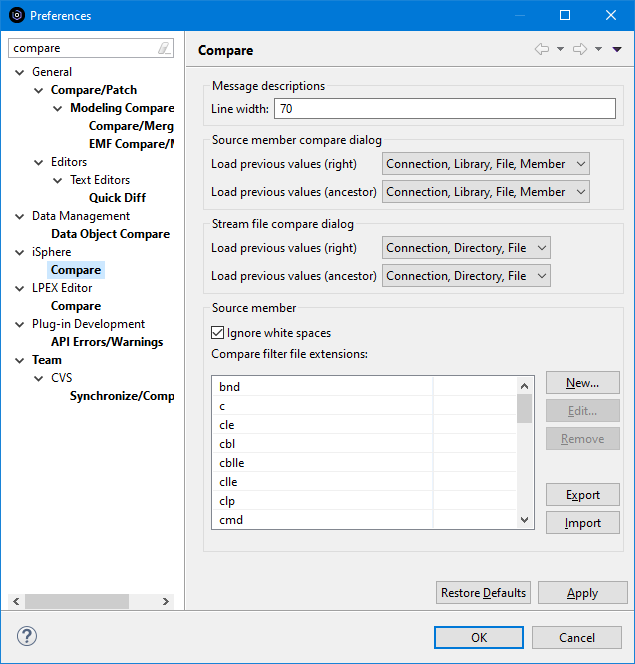 Preferences
compare
General
Compare/Patch
Modeling Compare
Compare/Merg
EMF Compare/M
Editors
Text Editors
Quick Diff
Data Management
Data Object Compare
iSphere
Compare
LPEX Editor
Compare
Plug-in Development
API Errors/Warnings
Team
CVS
Synchronize/Comp
Compare
Message descriptions
Line width: 70
Source member compare dialog
Load previous values (right) Connection, Library, File, Member
Load previous values (ancestor) Connection, Library, File, Member
Stream file compare dialog
Load previous values (right) Connection, Directory, File
Load previous values (ancestor) Connection, Directory, File
Source member
Ignore white spaces
Compare filter file extensions:
bnd
c
cle
cbl
cblle
clle
clp
cmd
New...
Edit...
Remove
Export
Import
Restore Defaults Apply
? OK Cancel